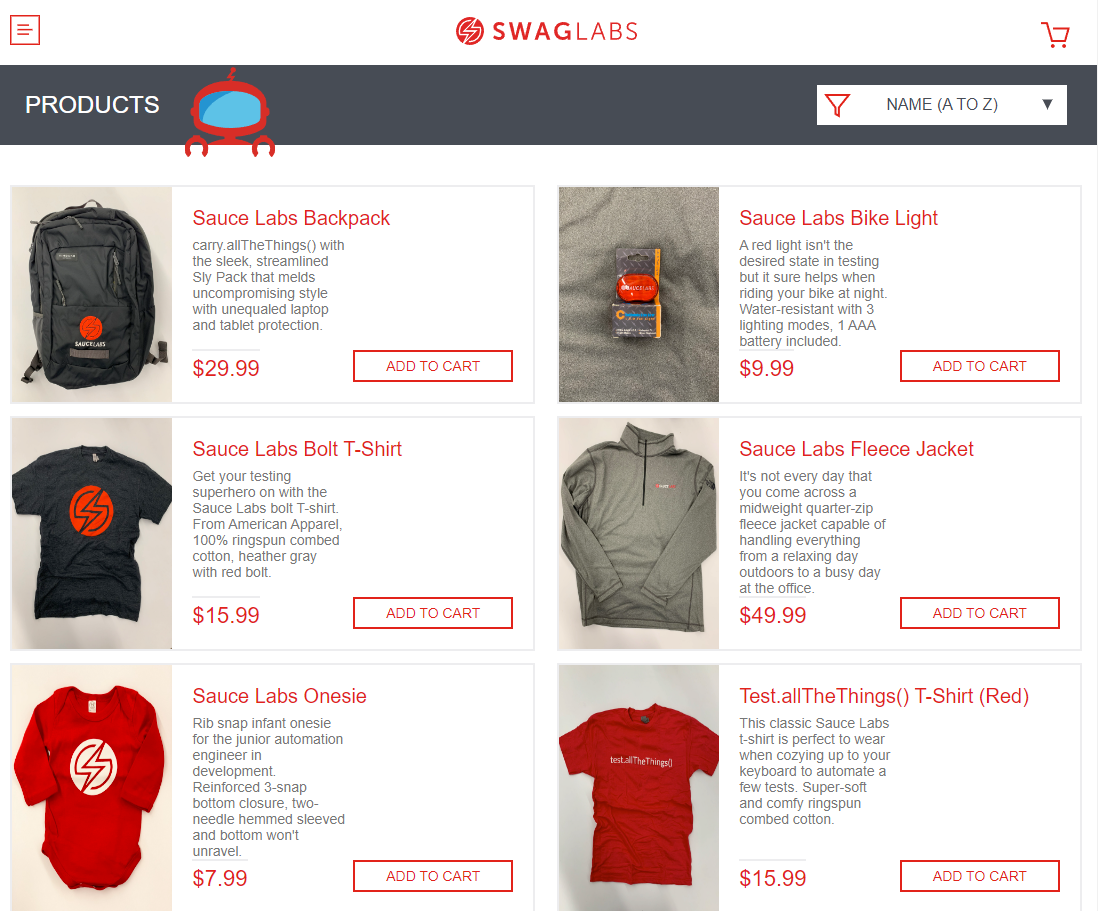 SWAGLABS
PRODUCTS
NAME (A TO Z)
SAUCELABS
Sauce Labs Backpack
carry.allTheThings() with
the sleek, streamlined
Sly Pack that melds
uncompromising style
with unequaled laptop
and tablet protection.
$29.99
ADD TO CART
SAUCELABS
Sauce Labs Bike Light
A red light isn't the
desired state in testing
but it sure helps when
riding your bike at night.
Water-resistant with 3
lighting modes, 1 AAA
battery included.
$9.99
ADD TO CART
Sauce Labs Bolt T-Shirt
Get your testing
superhero on with the
Sauce Labs bolt T-shirt.
From American Apparel,
100% ringspun combed
cotton, heather gray
with red bolt.
$15.99
ADD TO CART
Sauce Labs Fleece Jacket
It's not every day that
you come across a
midweight quarter-zip
fleece jacket capable of
handling everything
from a relaxing day
outdoors to a busy day
at the office.
$49.99
ADD TO CART
Sauce Labs Onesie
Rib snap infant onesie
for the junior automation
engineer in
development.
Reinforced 3-snap
bottom closure, two-
needle hemmed sleeved
and bottom won't
unravel.
$7.99
ADD TO CART
test.allTheThings()
Test.allTheThings() T-Shirt (Red)
This classic Sauce Labs
t-shirt is perfect to wear
when cozying up to your
keyboard to automate a
few tests. Super-soft
and comfy ringspun
combed cotton.
$15.99
ADD TO CART